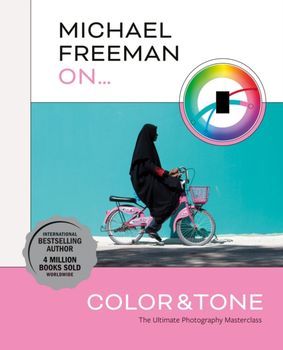 MICHAEL
FREEMAN
ON...
INTERNATIONAL
BESTSELLING
AUTHOR
4 MILLION
BOOKS SOLD
WORLDWIDE
COLOR & TONE
The Ultimate Photography Masterclass